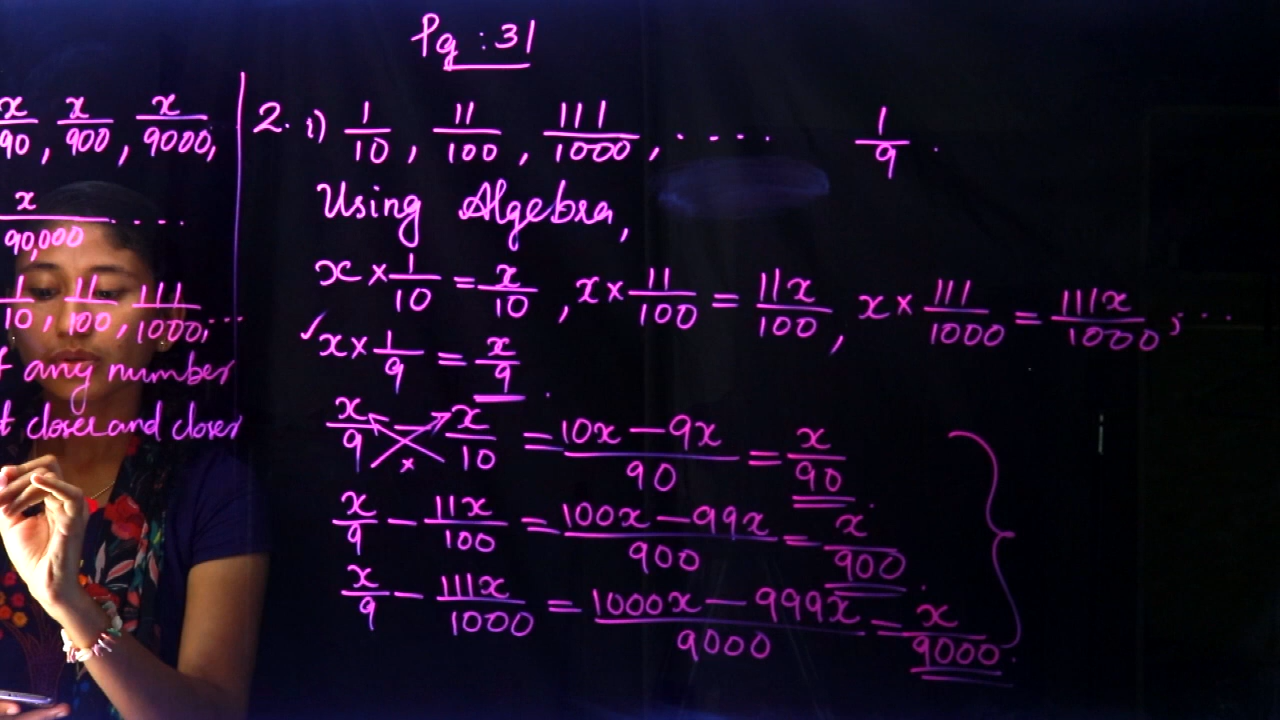 Pg : 31
x/90, x/900, x/9000,
x/90,000 ....
1/10, 11/100, 111/1000, ...
any number
closer and closer
2. i) 1/10, 11/100, 111/1000, .... 1/9.
Using Algebra,
x × 1/10 = x/10, x × 11/100 = 11x/100, x × 111/1000 = 111x/1000, ...
✓ x × 1/9 = x/9.
x/9 − x/10 = 10x − 9x/90 = x/90.
x/9 − 11x/100 = 100x − 99x/900 = x/900.
x/9 − 111x/1000 = 1000x − 999x/9000 = x/9000.